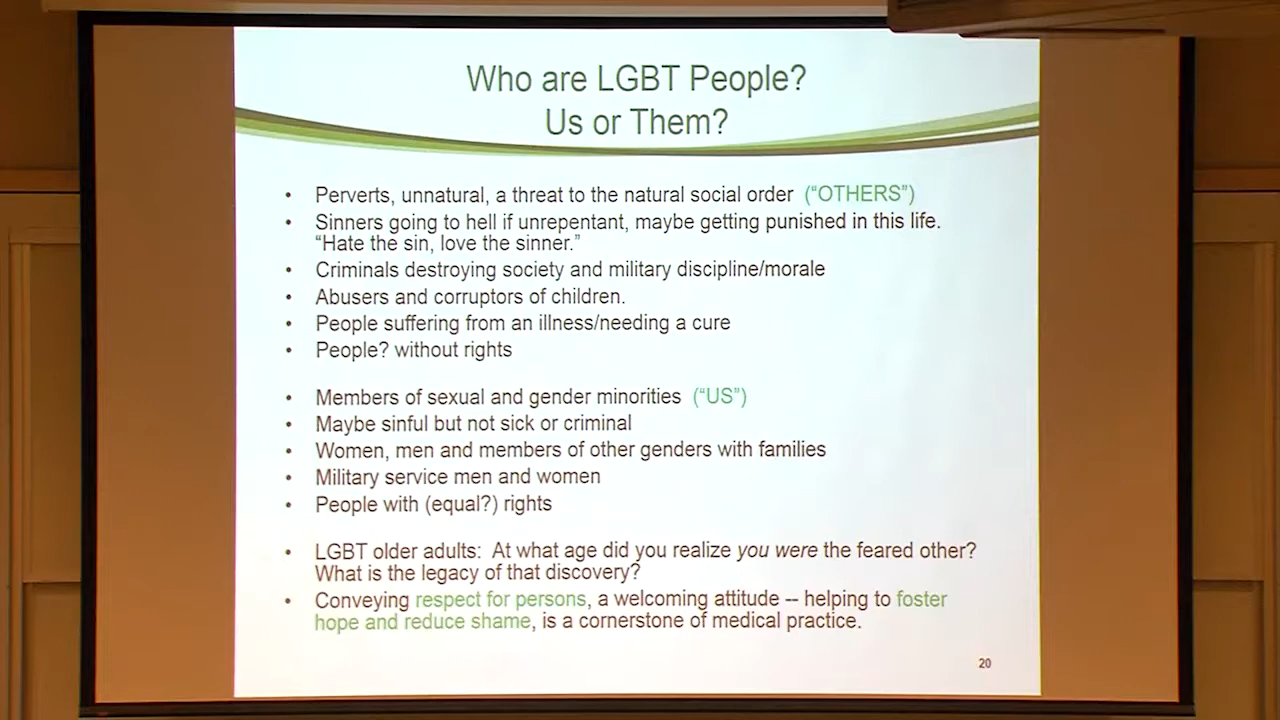 Who are LGBT People?
Us or Them?
• Perverts, unnatural, a threat to the natural social order ("OTHERS")
• Sinners going to hell if unrepentant, maybe getting punished in this life.
"Hate the sin, love the sinner."
• Criminals destroying society and military discipline/morale
• Abusers and corruptors of children.
• People suffering from an illness/needing a cure
• People? without rights
• Members of sexual and gender minorities ("US")
• Maybe sinful but not sick or criminal
• Women, men and members of other genders with families
• Military service men and women
• People with (equal?) rights
• LGBT older adults: At what age did you realize you were the feared other?
What is the legacy of that discovery?
• Conveying respect for persons, a welcoming attitude -- helping to foster
hope and reduce shame, is a cornerstone of medical practice.
20